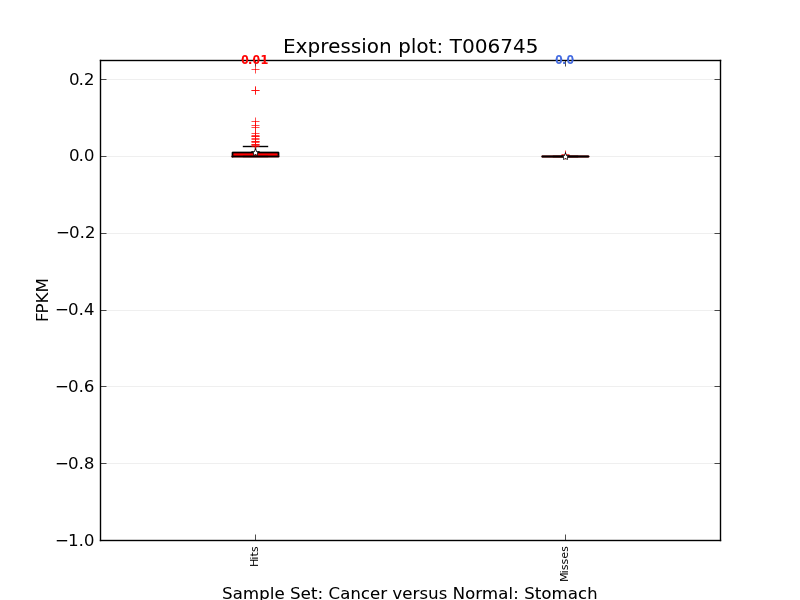 Expression plot: T006745
0.01
0.0
0.2
0.0
−0.2
−0.4
−0.6
−0.8
−1.0
FPKM
Hits
Misses
Sample Set: Cancer versus Normal: Stomach